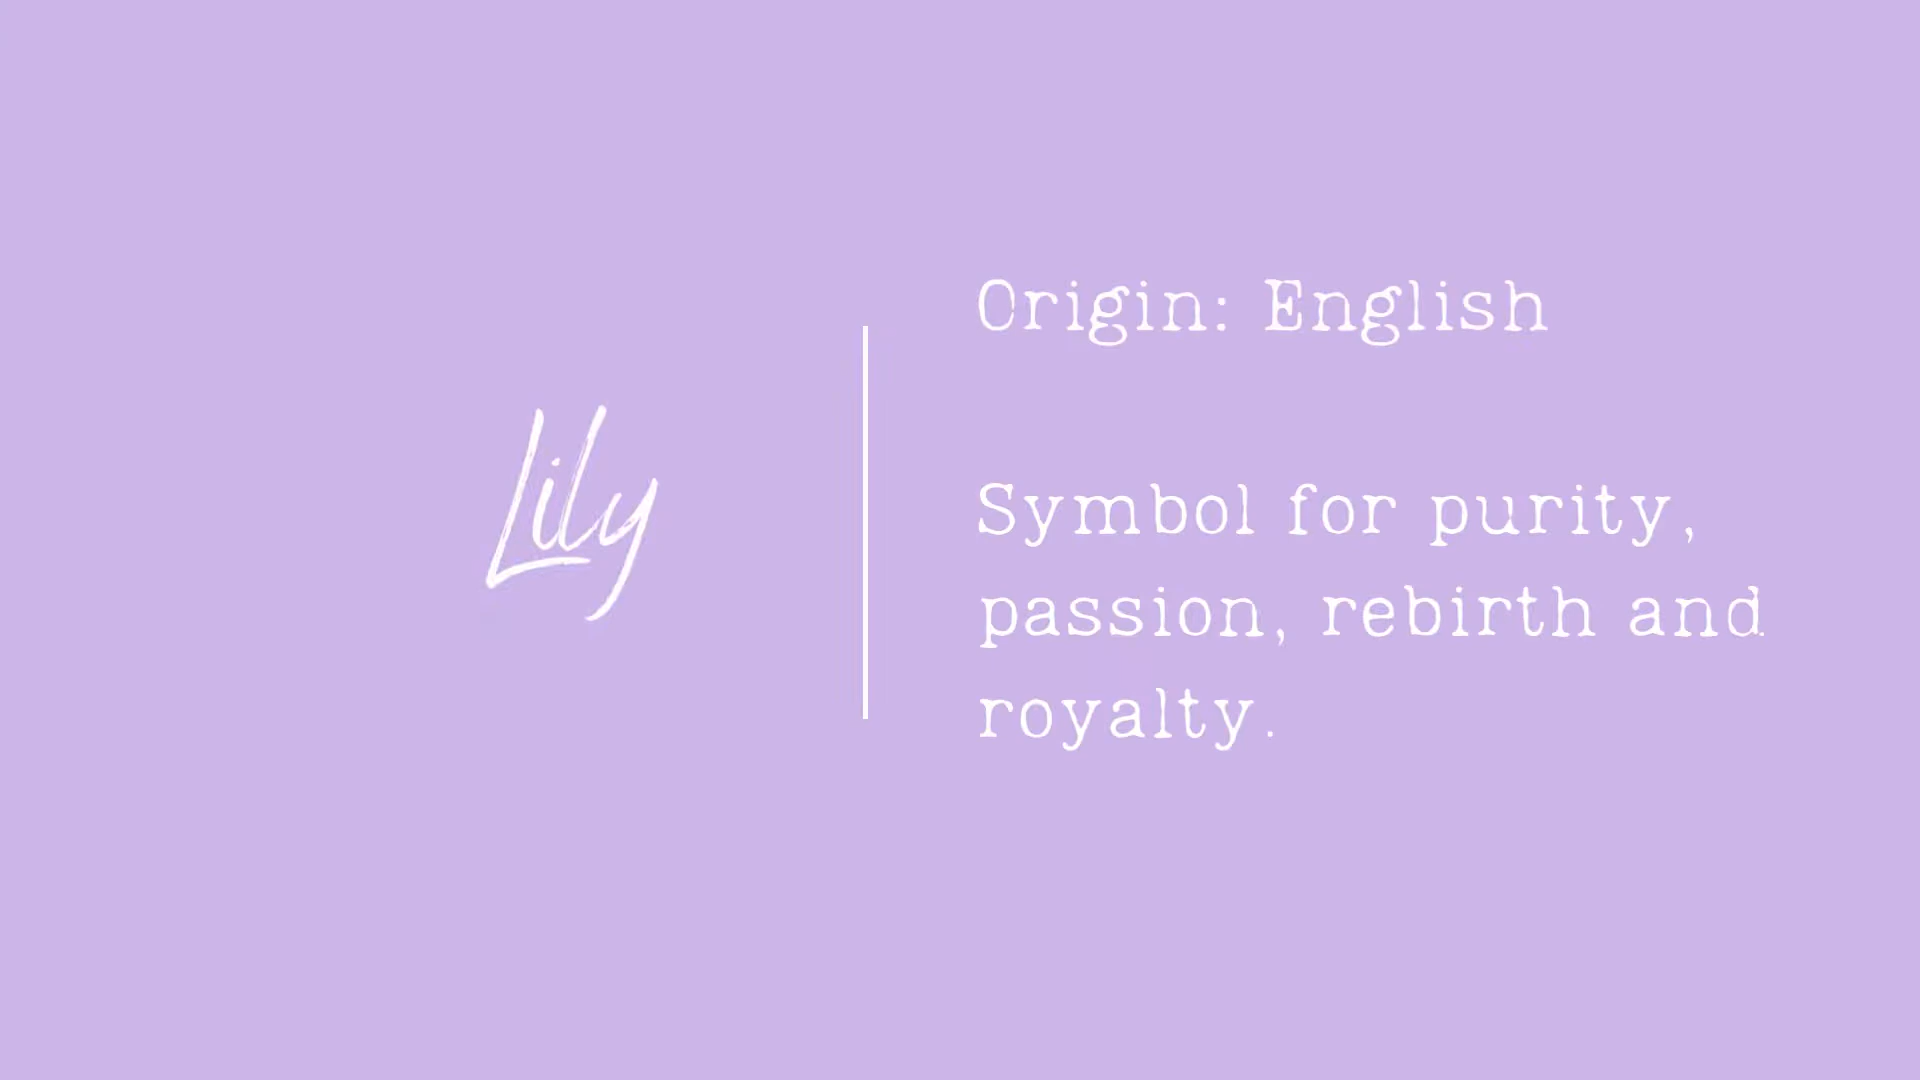 Lily
Origin: English
Symbol for purity,
passion, rebirth and
royalty.